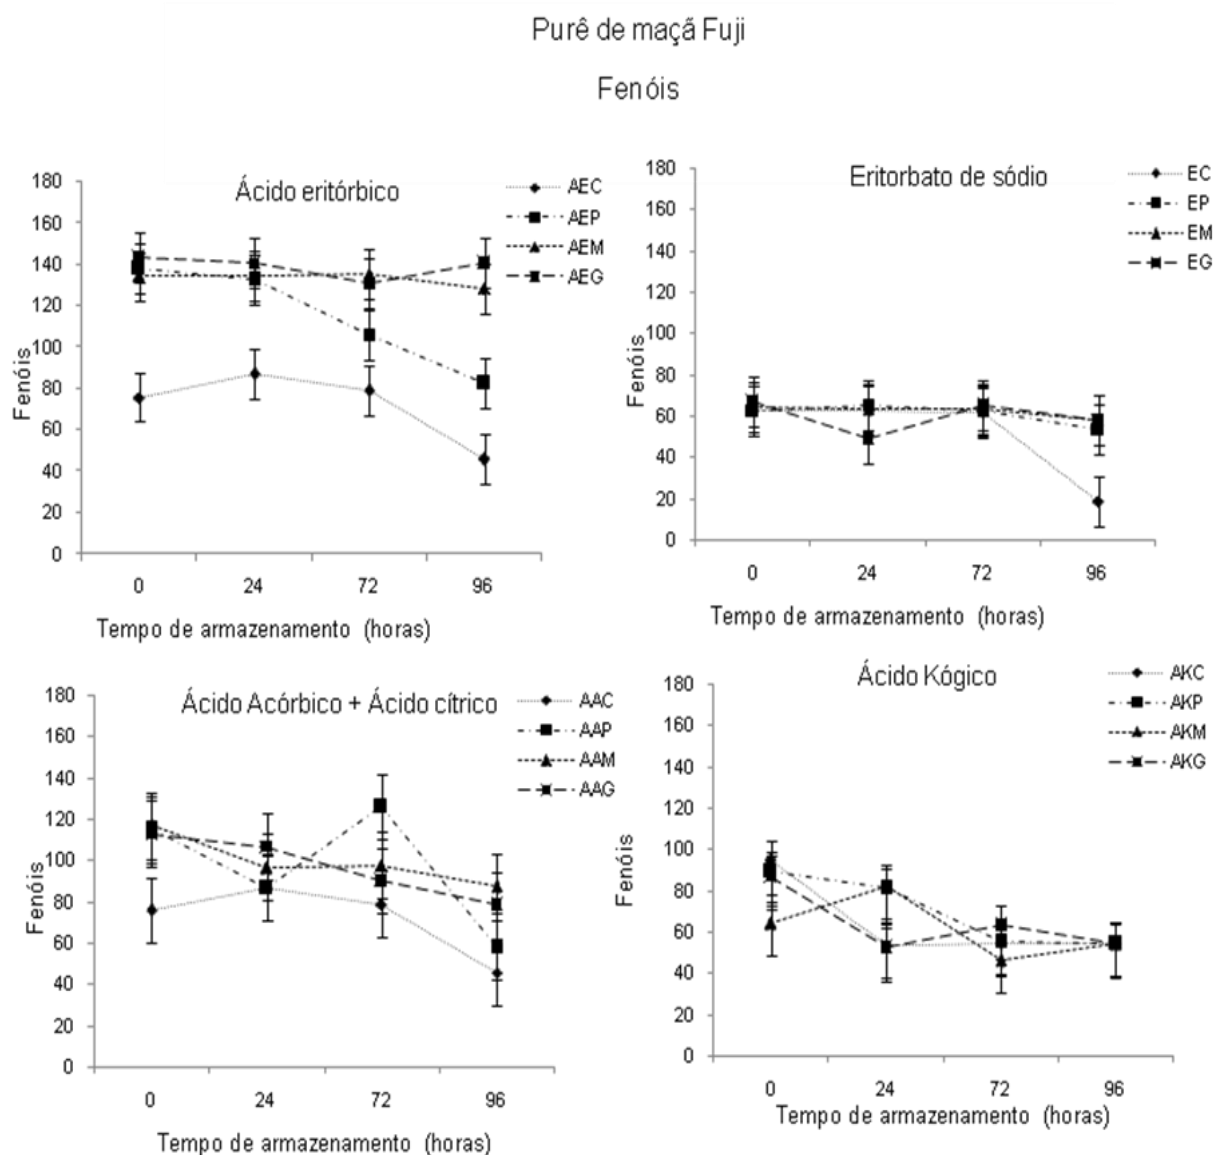 Purê de maçã Fuji
Fenóis
Ácido eritórbico
AEC
AEP
AEM
AEG
180
160
140
120
100
80
60
40
20
0
Fenóis
0 24 72 96
Tempo de armazenamento (horas)
Eritorbato de sódio
EC
EP
EM
EG
180
160
140
120
100
80
60
40
20
0
Fenóis
0 24 72 96
Tempo de armazenamento (horas)
Ácido Acórbico + Ácido cítrico
AAC
AAP
AAM
AAG
180
160
140
120
100
80
60
40
20
0
Fenóis
0 24 72 96
Tempo de armazenamento (horas)
Ácido Kógico
AKC
AKP
AKM
AKG
180
160
140
120
100
80
60
40
20
0
Fenóis
0 24 72 96
Tempo de armazenamento (horas)